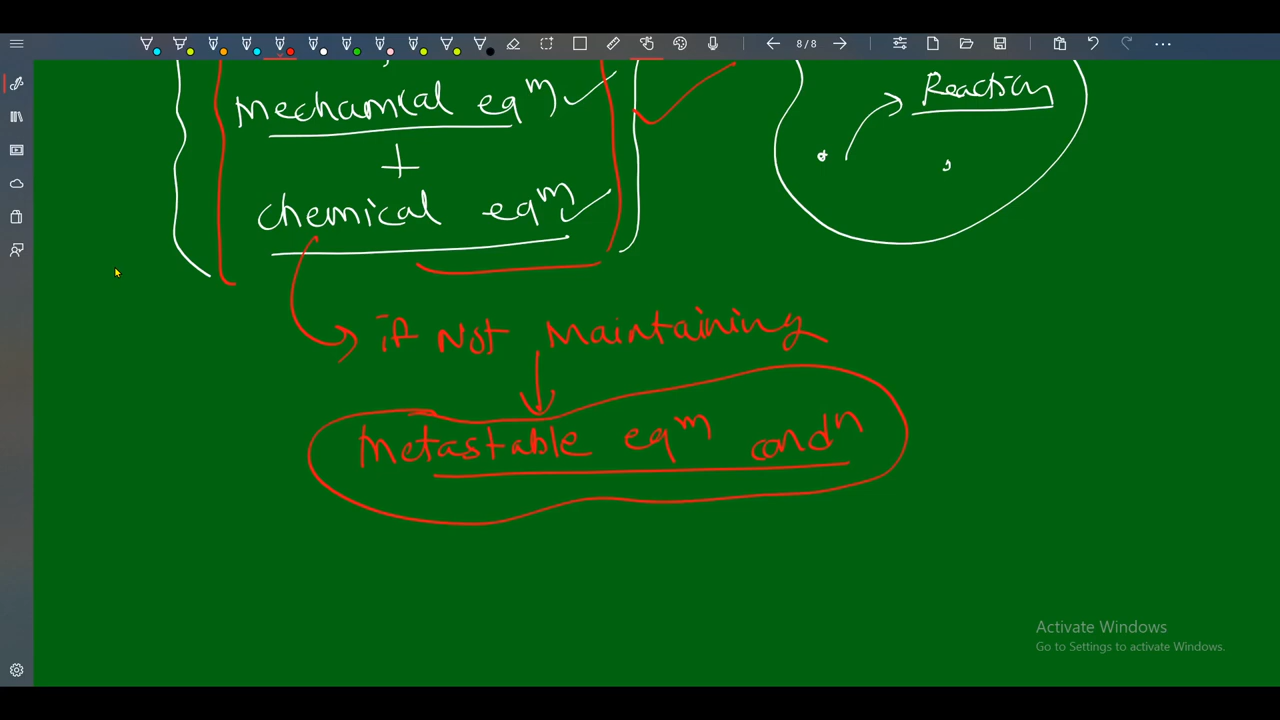 8/8
Mechamical eqᵐ
+
chemical eqᵐ
Reaction
if Not Maintaining
Metastable eqᵐ condⁿ
Activate Windows
Go to Settings to activate Windows.